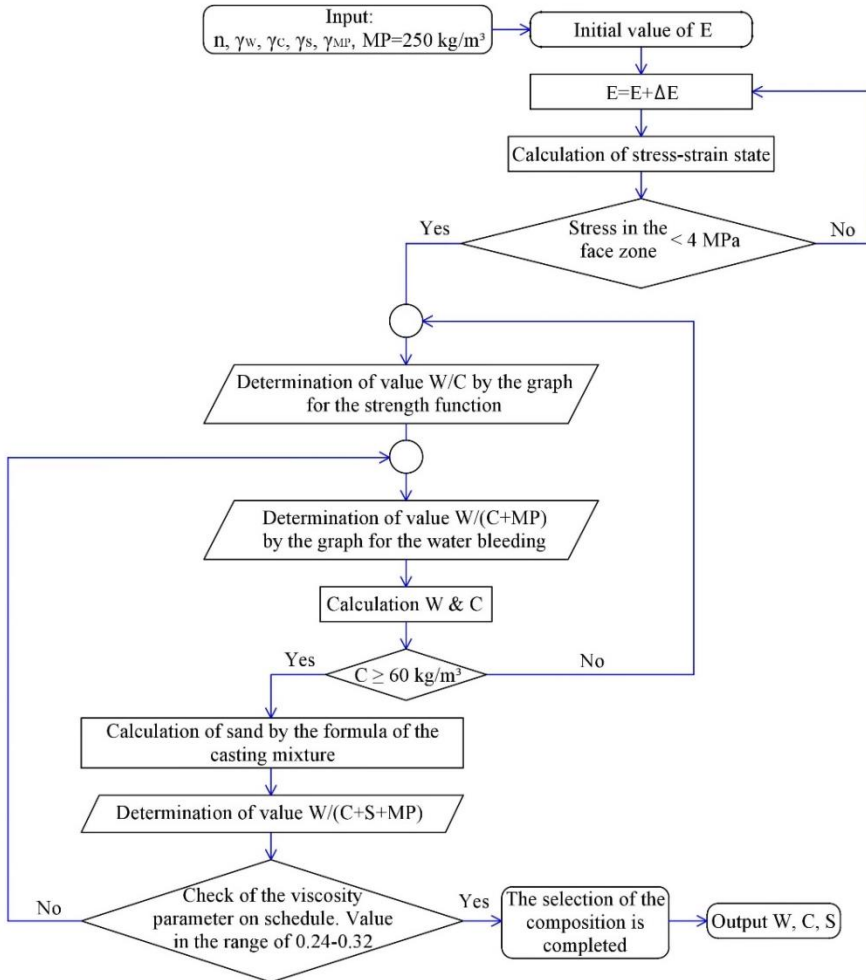 Input:
n, γW, γC, γS, γMP, MP=250 kg/m³
Initial value of E
E=E+ΔE
Calculation of stress-strain state
Stress in the
face zone
< 4 MPa
Yes
No
Determination of value W/C by the graph
for the strength function
Determination of value W/(C+MP)
by the graph for the water bleeding
Calculation W & C
Yes
C ≥ 60 kg/m³
No
Calculation of sand by the formula of the
casting mixture
Determination of value W/(C+S+MP)
No
Check of the viscosity
parameter on schedule. Value
in the range of 0.24-0.32
Yes
The selection of the
composition is
completed
Output W, C, S